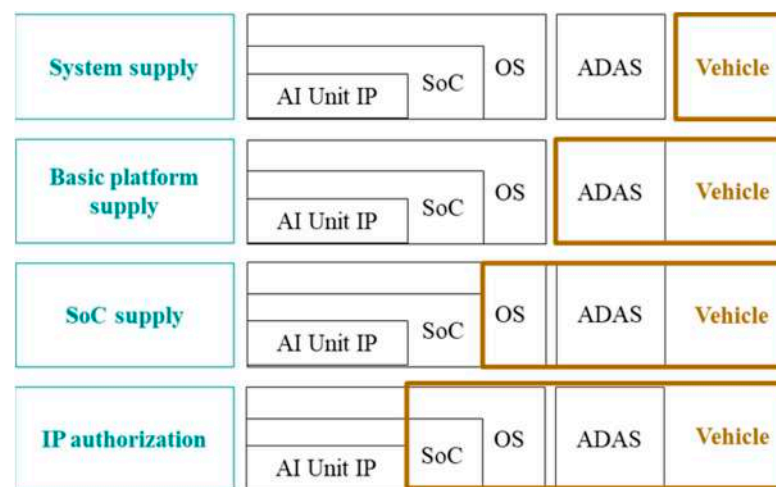 System supply
AI Unit IP
SoC
OS
ADAS
Vehicle
Basic platform
supply
AI Unit IP
SoC
OS
ADAS
Vehicle
SoC supply
AI Unit IP
SoC
OS
ADAS
Vehicle
IP authorization
AI Unit IP
SoC
OS
ADAS
Vehicle